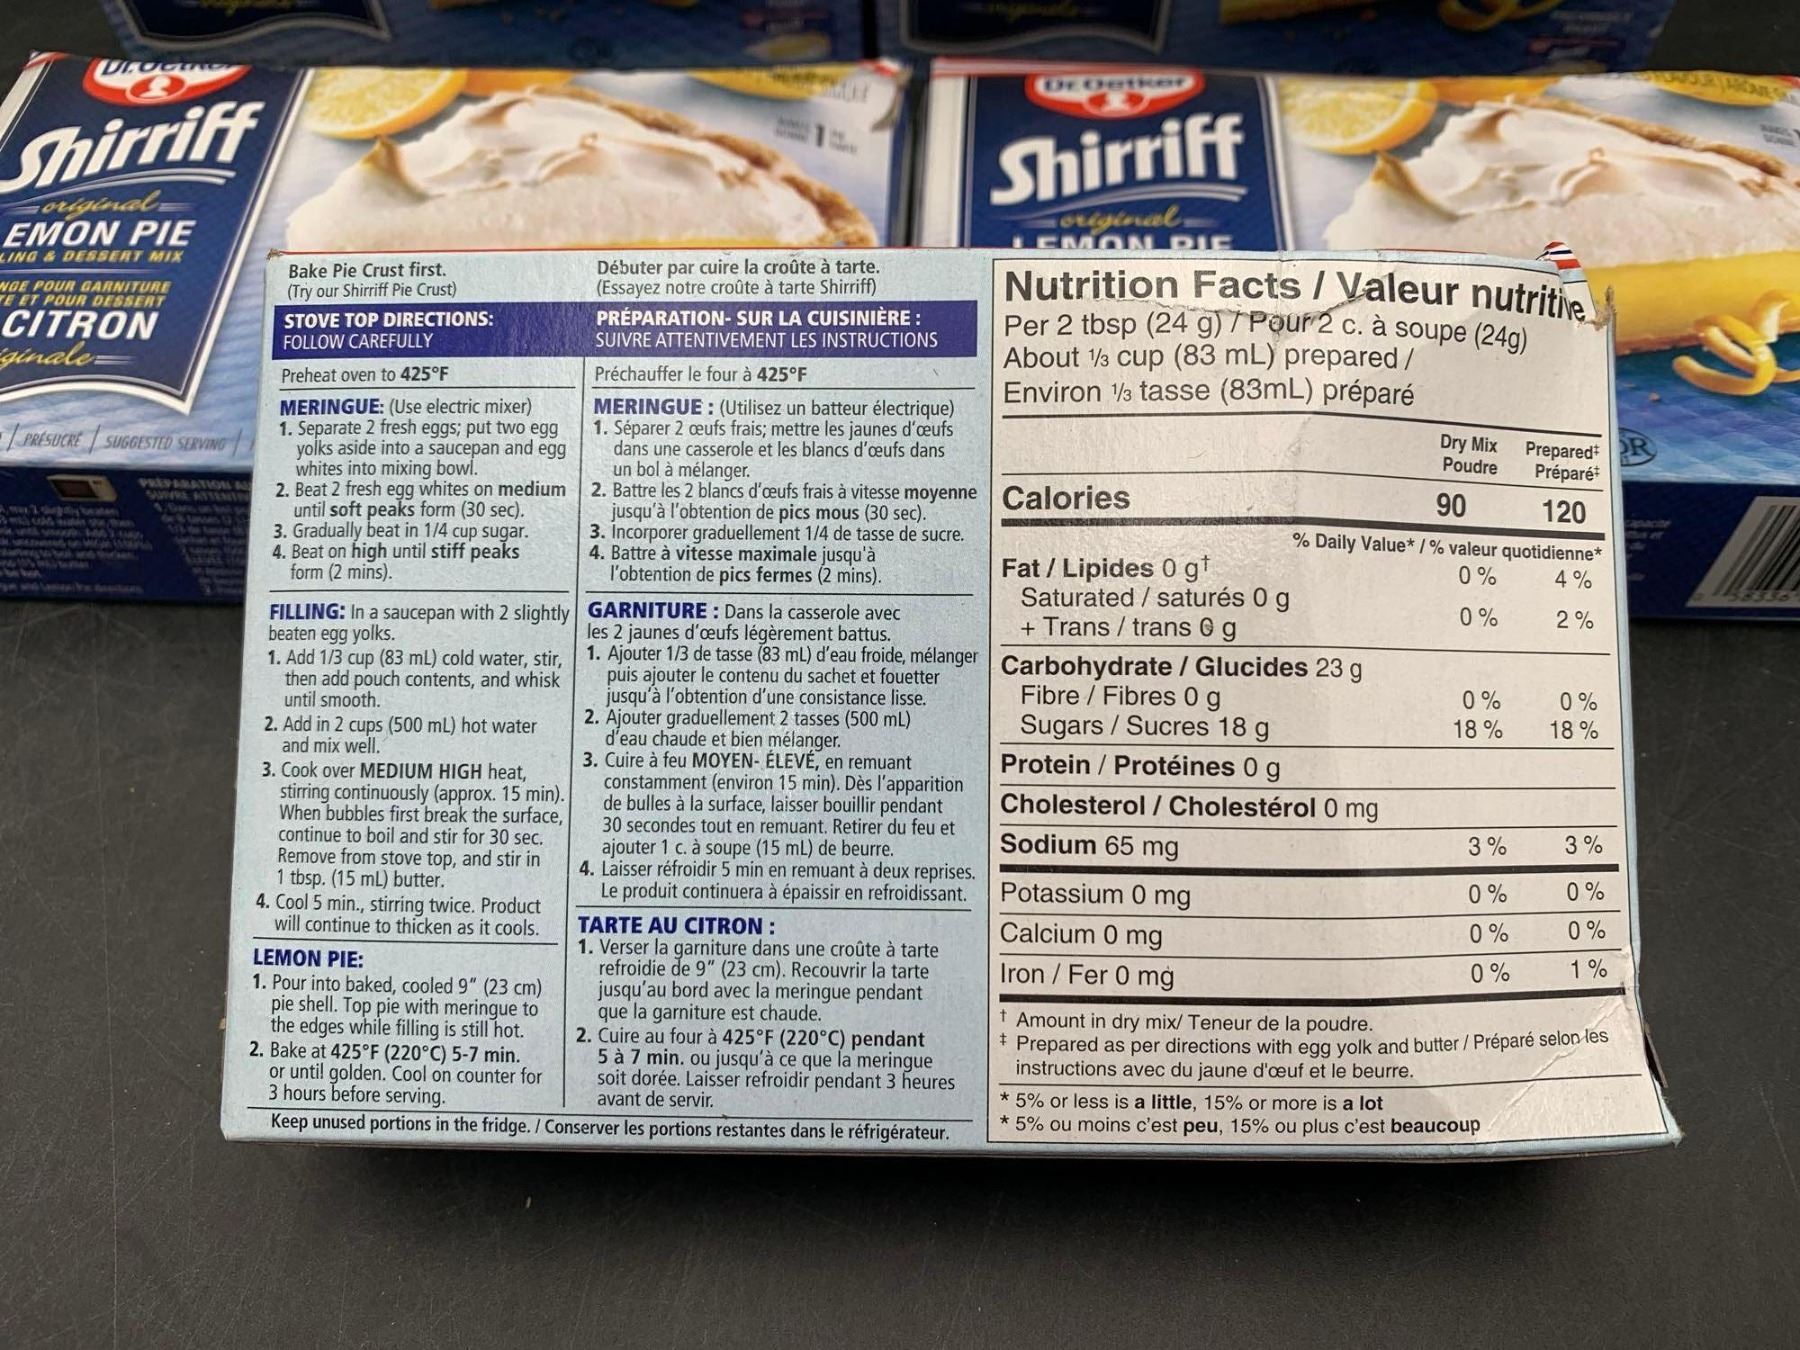 Dr. Oetker
Shirriff
original
EMON PIE
LING & DESSERT MIX
NGE POUR GARNITURE
TE ET POUR DESSERT
CITRON
ginale
PRÉSUCRÉ / SUGGESTED SERVING /
1
Dr. Oetker
Shirriff
original
LEMON PIE
Bake Pie Crust first.
(Try our Shirriff Pie Crust)
STOVE TOP DIRECTIONS:
FOLLOW CAREFULLY
Preheat oven to 425°F
MERINGUE: (Use electric mixer)
1. Separate 2 fresh eggs; put two egg
yolks aside into a saucepan and egg
whites into mixing bowl.
2. Beat 2 fresh egg whites on medium
until soft peaks form (30 sec).
3. Gradually beat in 1/4 cup sugar.
4. Beat on high until stiff peaks
form (2 mins).
FILLING: In a saucepan with 2 slightly
beaten egg yolks.
1. Add 1/3 cup (83 mL) cold water, stir,
then add pouch contents, and whisk
until smooth.
2. Add in 2 cups (500 mL) hot water
and mix well.
3. Cook over MEDIUM HIGH heat,
stirring continuously (approx. 15 min).
When bubbles first break the surface,
continue to boil and stir for 30 sec.
Remove from stove top, and stir in
1 tbsp. (15 mL) butter.
4. Cool 5 min., stirring twice. Product
will continue to thicken as it cools.
LEMON PIE:
1. Pour into baked, cooled 9" (23 cm)
pie shell. Top pie with meringue to
the edges while filling is still hot.
2. Bake at 425°F (220°C) 5-7 min.
or until golden. Cool on counter for
3 hours before serving.
Débuter par cuire la croûte à tarte.
(Essayez notre croûte à tarte Shirriff)
PRÉPARATION- SUR LA CUISINIÈRE :
SUIVRE ATTENTIVEMENT LES INSTRUCTIONS
Préchauffer le four à 425°F
MERINGUE : (Utilisez un batteur électrique)
1. Séparer 2 œufs frais; mettre les jaunes d'œufs
dans une casserole et les blancs d'œufs dans
un bol à mélanger.
2. Battre les 2 blancs d'œufs frais à vitesse moyenne
jusqu'à l'obtention de pics mous (30 sec).
3. Incorporer graduellement 1/4 de tasse de sucre.
4. Battre à vitesse maximale jusqu'à
l'obtention de pics fermes (2 mins).
GARNITURE : Dans la casserole avec
les 2 jaunes d'œufs légèrement battus.
1. Ajouter 1/3 de tasse (83 mL) d'eau froide, mélanger
puis ajouter le contenu du sachet et fouetter
jusqu'à l'obtention d'une consistance lisse.
2. Ajouter graduellement 2 tasses (500 mL)
d'eau chaude et bien mélanger.
3. Cuire à feu MOYEN- ÉLEVÉ, en remuant
constamment (environ 15 min). Dès l'apparition
de bulles à la surface, laisser bouillir pendant
30 secondes tout en remuant. Retirer du feu et
ajouter 1 c. à soupe (15 mL) de beurre.
4. Laisser réfroidir 5 min en remuant à deux reprises.
Le produit continuera à épaissir en refroidissant.
TARTE AU CITRON :
1. Verser la garniture dans une croûte à tarte
refroidie de 9" (23 cm). Recouvrir la tarte
jusqu'au bord avec la meringue pendant
que la garniture est chaude.
2. Cuire au four à 425°F (220°C) pendant
5 à 7 min. ou jusqu'à ce que la meringue
soit dorée. Laisser refroidir pendant 3 heures
avant de servir.
Keep unused portions in the fridge. / Conserver les portions restantes dans le réfrigérateur.
Nutrition Facts / Valeur nutritive
Per 2 tbsp (24 g) / Pour 2 c. à soupe (24g)
About 1/3 cup (83 mL) prepared /
Environ 1/3 tasse (83mL) préparé
Dry Mix Prepared‡
Poudre Préparé‡
Calories 90 120
% Daily Value* / % valeur quotidienne*
Fat / Lipides 0 g† 0 % 4 %
Saturated / saturés 0 g
+ Trans / trans 0 g 0 % 2 %
Carbohydrate / Glucides 23 g
Fibre / Fibres 0 g 0 % 0 %
Sugars / Sucres 18 g 18 % 18 %
Protein / Protéines 0 g
Cholesterol / Cholestérol 0 mg
Sodium 65 mg 3 % 3 %
Potassium 0 mg 0 % 0 %
Calcium 0 mg 0 % 0 %
Iron / Fer 0 mg 0 % 1 %
† Amount in dry mix/ Teneur de la poudre.
‡ Prepared as per directions with egg yolk and butter / Préparé selon les
instructions avec du jaune d'œuf et le beurre.
* 5% or less is a little, 15% or more is a lot
* 5% ou moins c'est peu, 15% ou plus c'est beaucoup